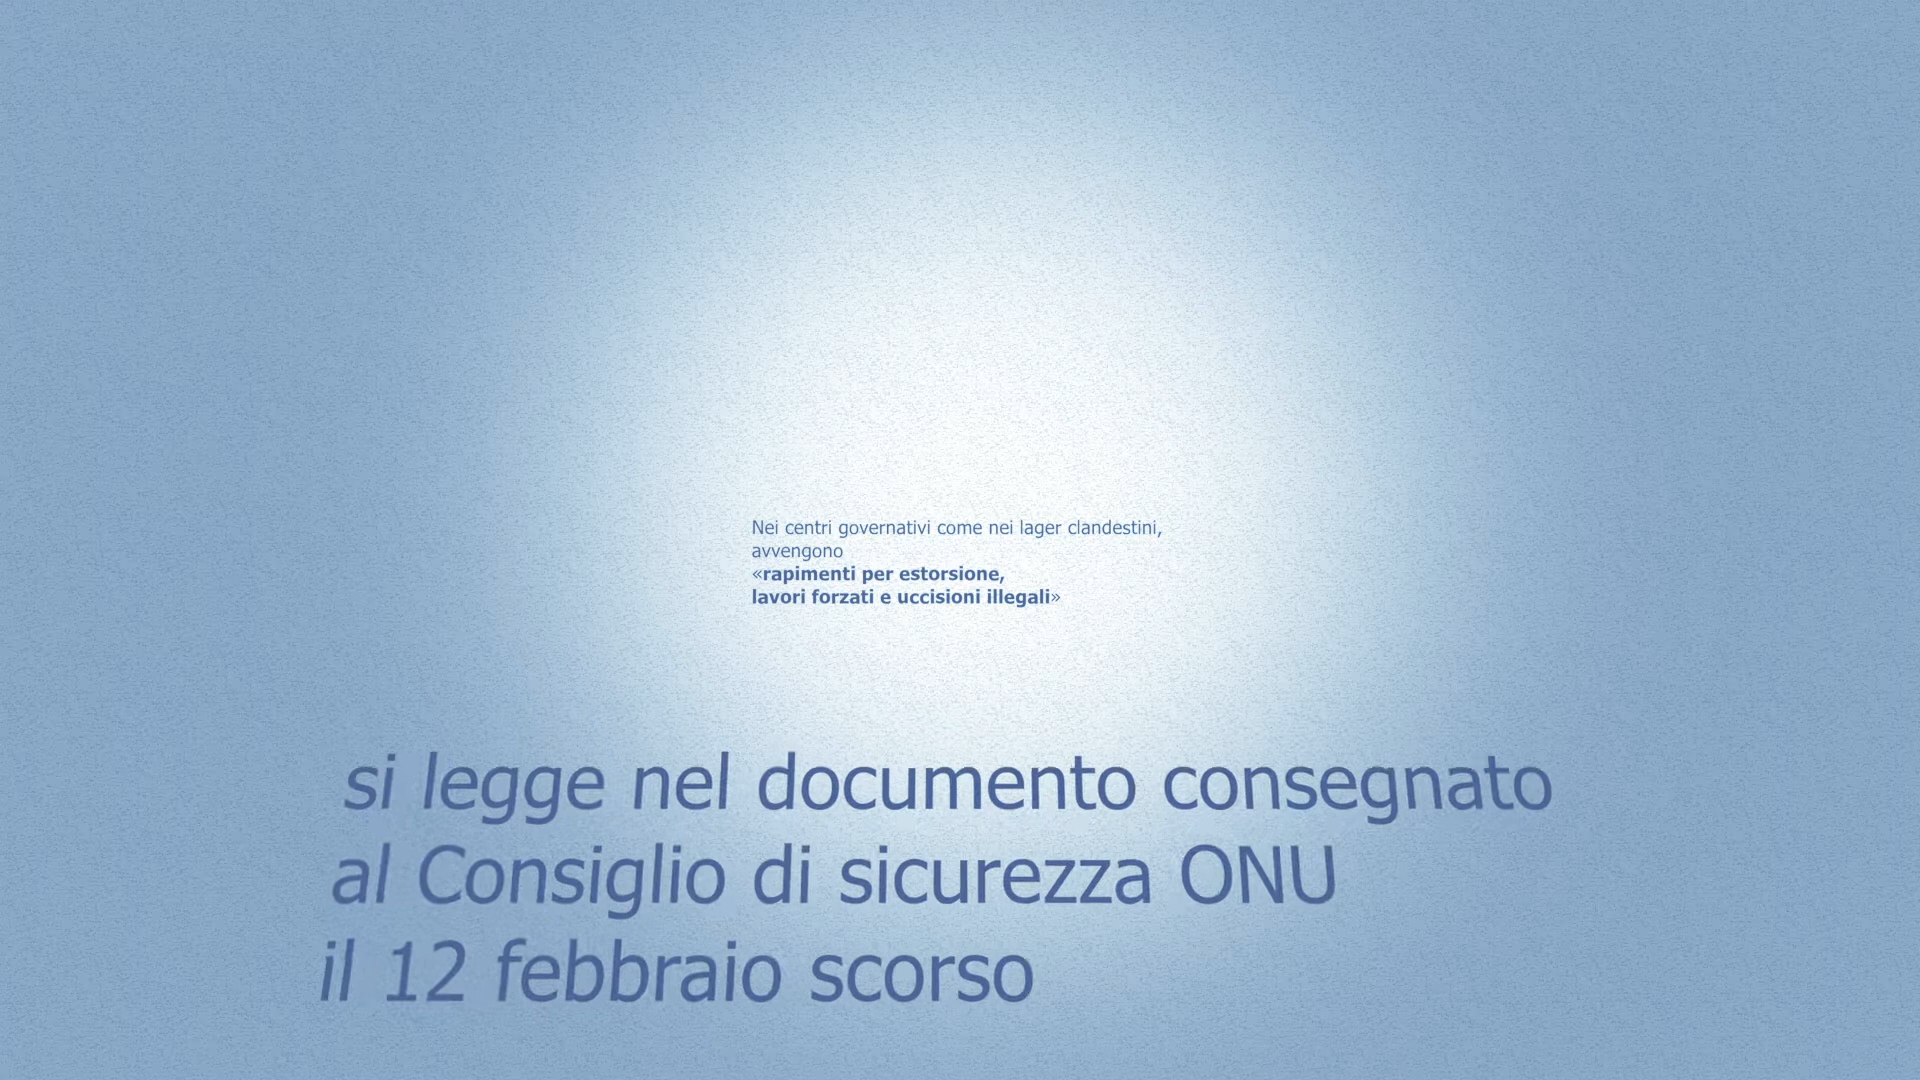 Nei centri governativi come nei lager clandestini,
avvengono
«rapimenti per estorsione,
lavori forzati e uccisioni illegali»
si legge nel documento consegnato
al Consiglio di sicurezza ONU
il 12 febbraio scorso